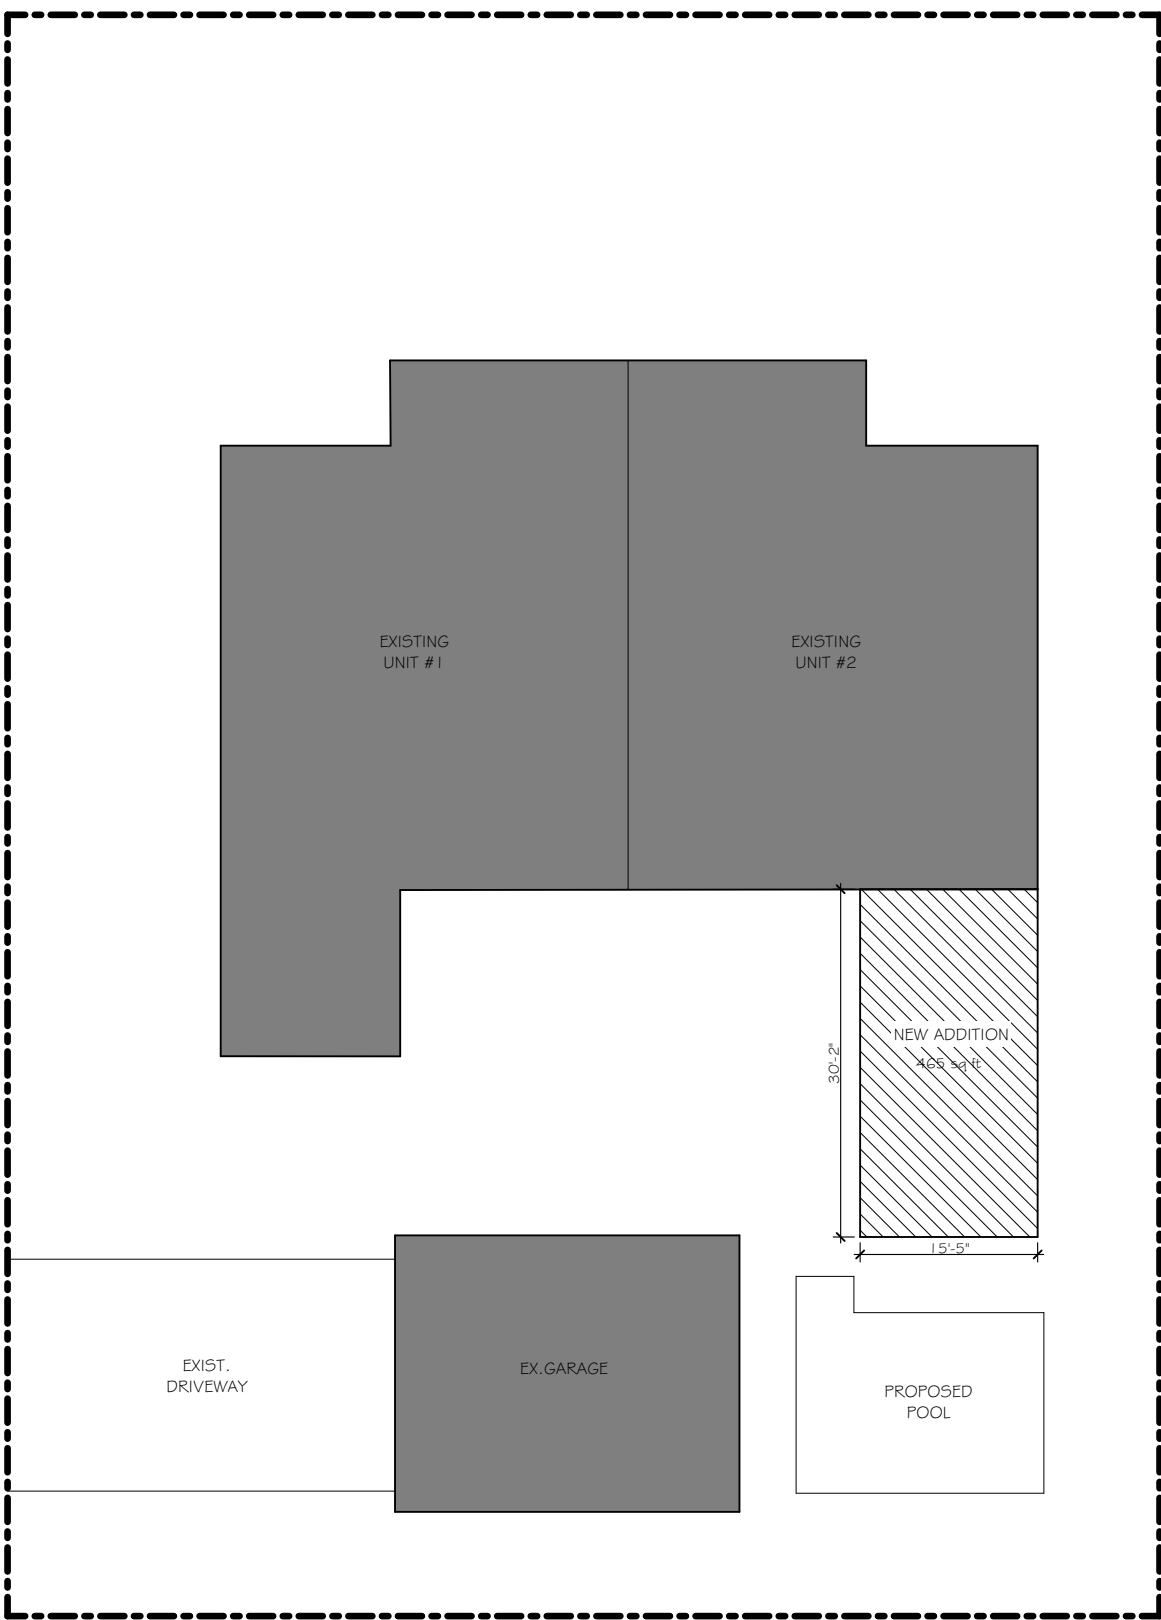 EXISTING
UNIT #1
EXISTING
UNIT #2
NEW ADDITION
465 sq ft
30'-2"
15'-5"
EXIST.
DRIVEWAY
EX.GARAGE
PROPOSED
POOL